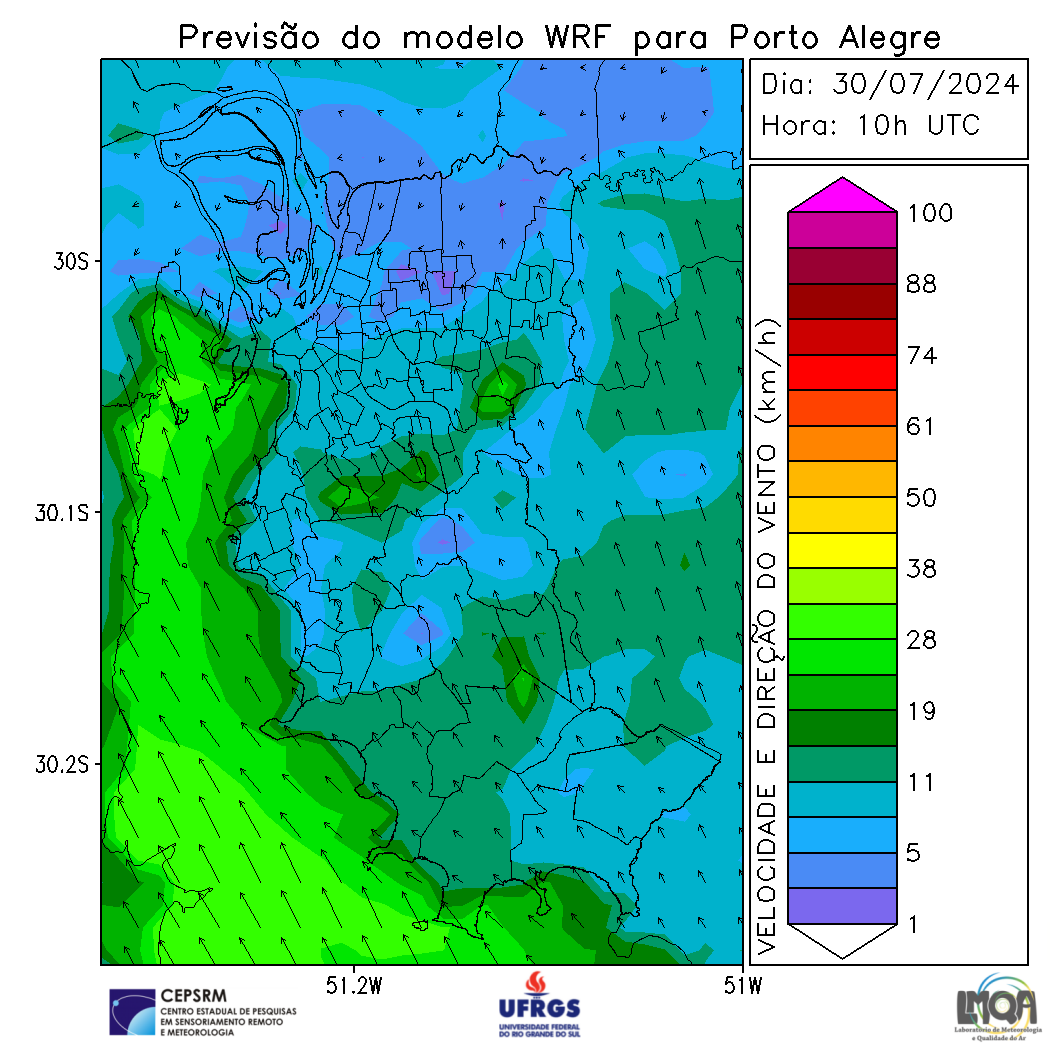 Previsão do modelo WRF para Porto Alegre
Dia: 30/07/2024
Hora: 10h UTC
30S
30.1S
30.2S
51.2W
51W
VELOCIDADE E DIREÇÃO DO VENTO (km/h)
100
88
74
61
50
38
28
19
11
5
1
CEPSRM
CENTRO ESTADUAL DE PESQUISAS
EM SENSORIAMENTO REMOTO
E METEOROLOGIA
UFRGS
UNIVERSIDADE FEDERAL
DO RIO GRANDE DO SUL
LMQA
Laboratório de Meteorologia
e Qualidade do Ar